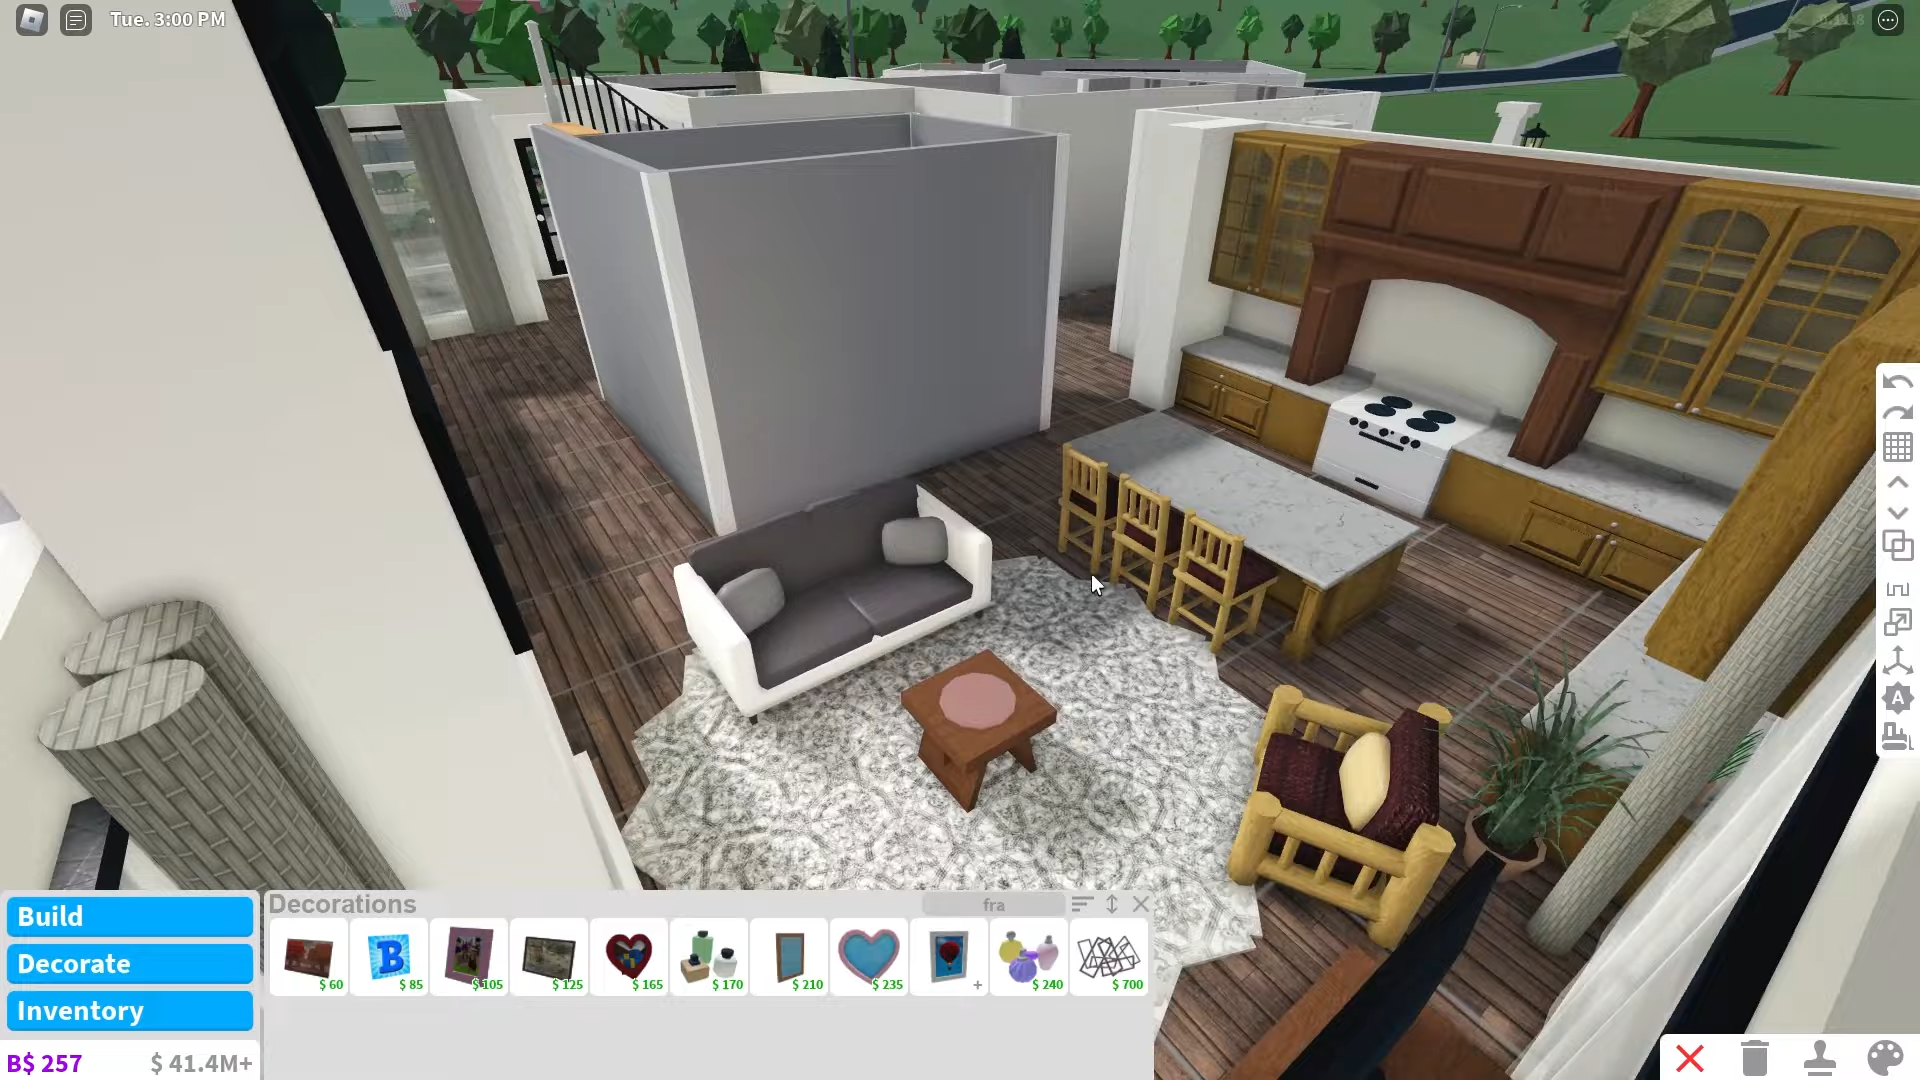 Tue. 3:00 PM
Build
Decorate
Inventory
B$ 257
$ 41.4M+
Decorations
fra
$ 60
B
$ 85
$ 105
$ 125
$ 165
$ 170
$ 210
$ 235
+
$ 240
$ 700
A